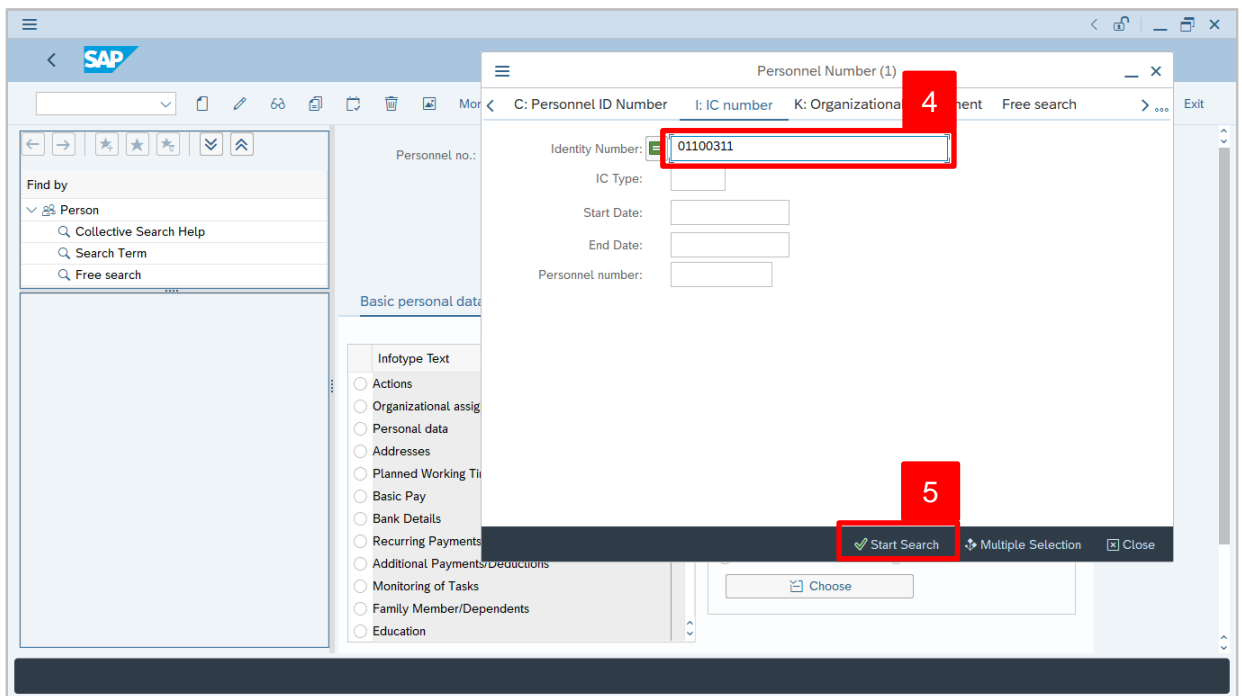 SAP
Personnel Number (1)
Mor
C: Personnel ID Number
I: IC number
K: Organizational
ment
Free search
Exit
4
Personnel no.:
Identity Number:
01100311
IC Type:
Start Date:
End Date:
Personnel number:
Find by
Person
Collective Search Help
Search Term
Free search
Basic personal data
Infotype Text
Actions
Organizational assig
Personal data
Addresses
Planned Working Ti
Basic Pay
Bank Details
Recurring Payments
Additional Payments/Deductions
Monitoring of Tasks
Family Member/Dependents
Education
5
Start Search
Multiple Selection
Close
Choose